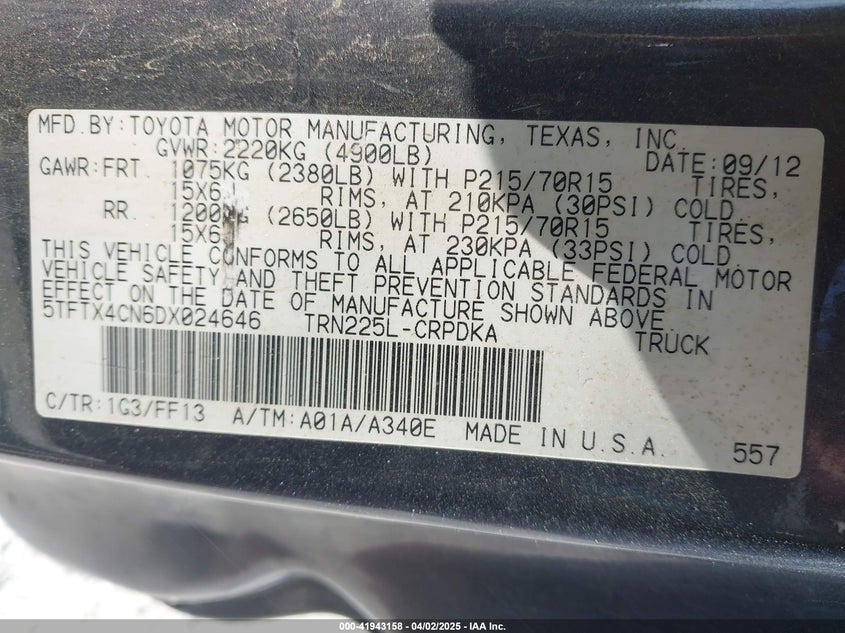 MFD.BY:TOYOTA MOTOR MANUFACTURING, TEXAS, INC.
GVWR:2220KG (4900LB) DATE:09/12
GAWR:FRT. 1075KG (2380LB) WITH P215/70R15 TIRES,
15X6J RIMS, AT 210KPA (30PSI) COLD
RR. 1200KG (2650LB) WITH P215/70R15 TIRES,
15X6J RIMS, AT 230KPA (33PSI) COLD
THIS VEHICLE CONFORMS TO ALL APPLICABLE FEDERAL MOTOR
VEHICLE SAFETY AND THEFT PREVENTION STANDARDS IN
EFFECT ON THE DATE OF MANUFACTURE SHOWN ABOVE
5TFTX4CN6DX024646 TRN225L-CRPDKA TRUCK
C/TR:1G3/FF13 A/TM:A01A/A340E MADE IN U.S.A. 557
000-41943158 - 04/02/2025 - IAA Inc.